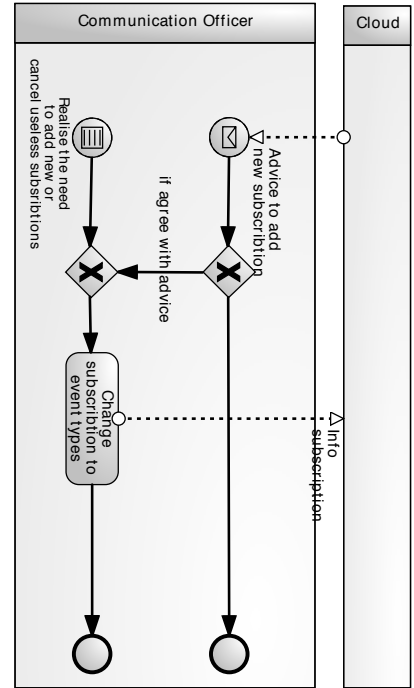 Communication Officer
Cloud
Realise the need
to add new or
cancel useless subsribtions
Advice to add
new subscribtion
if agree with advice
Change
subscribtion to
event types
Info
subscription